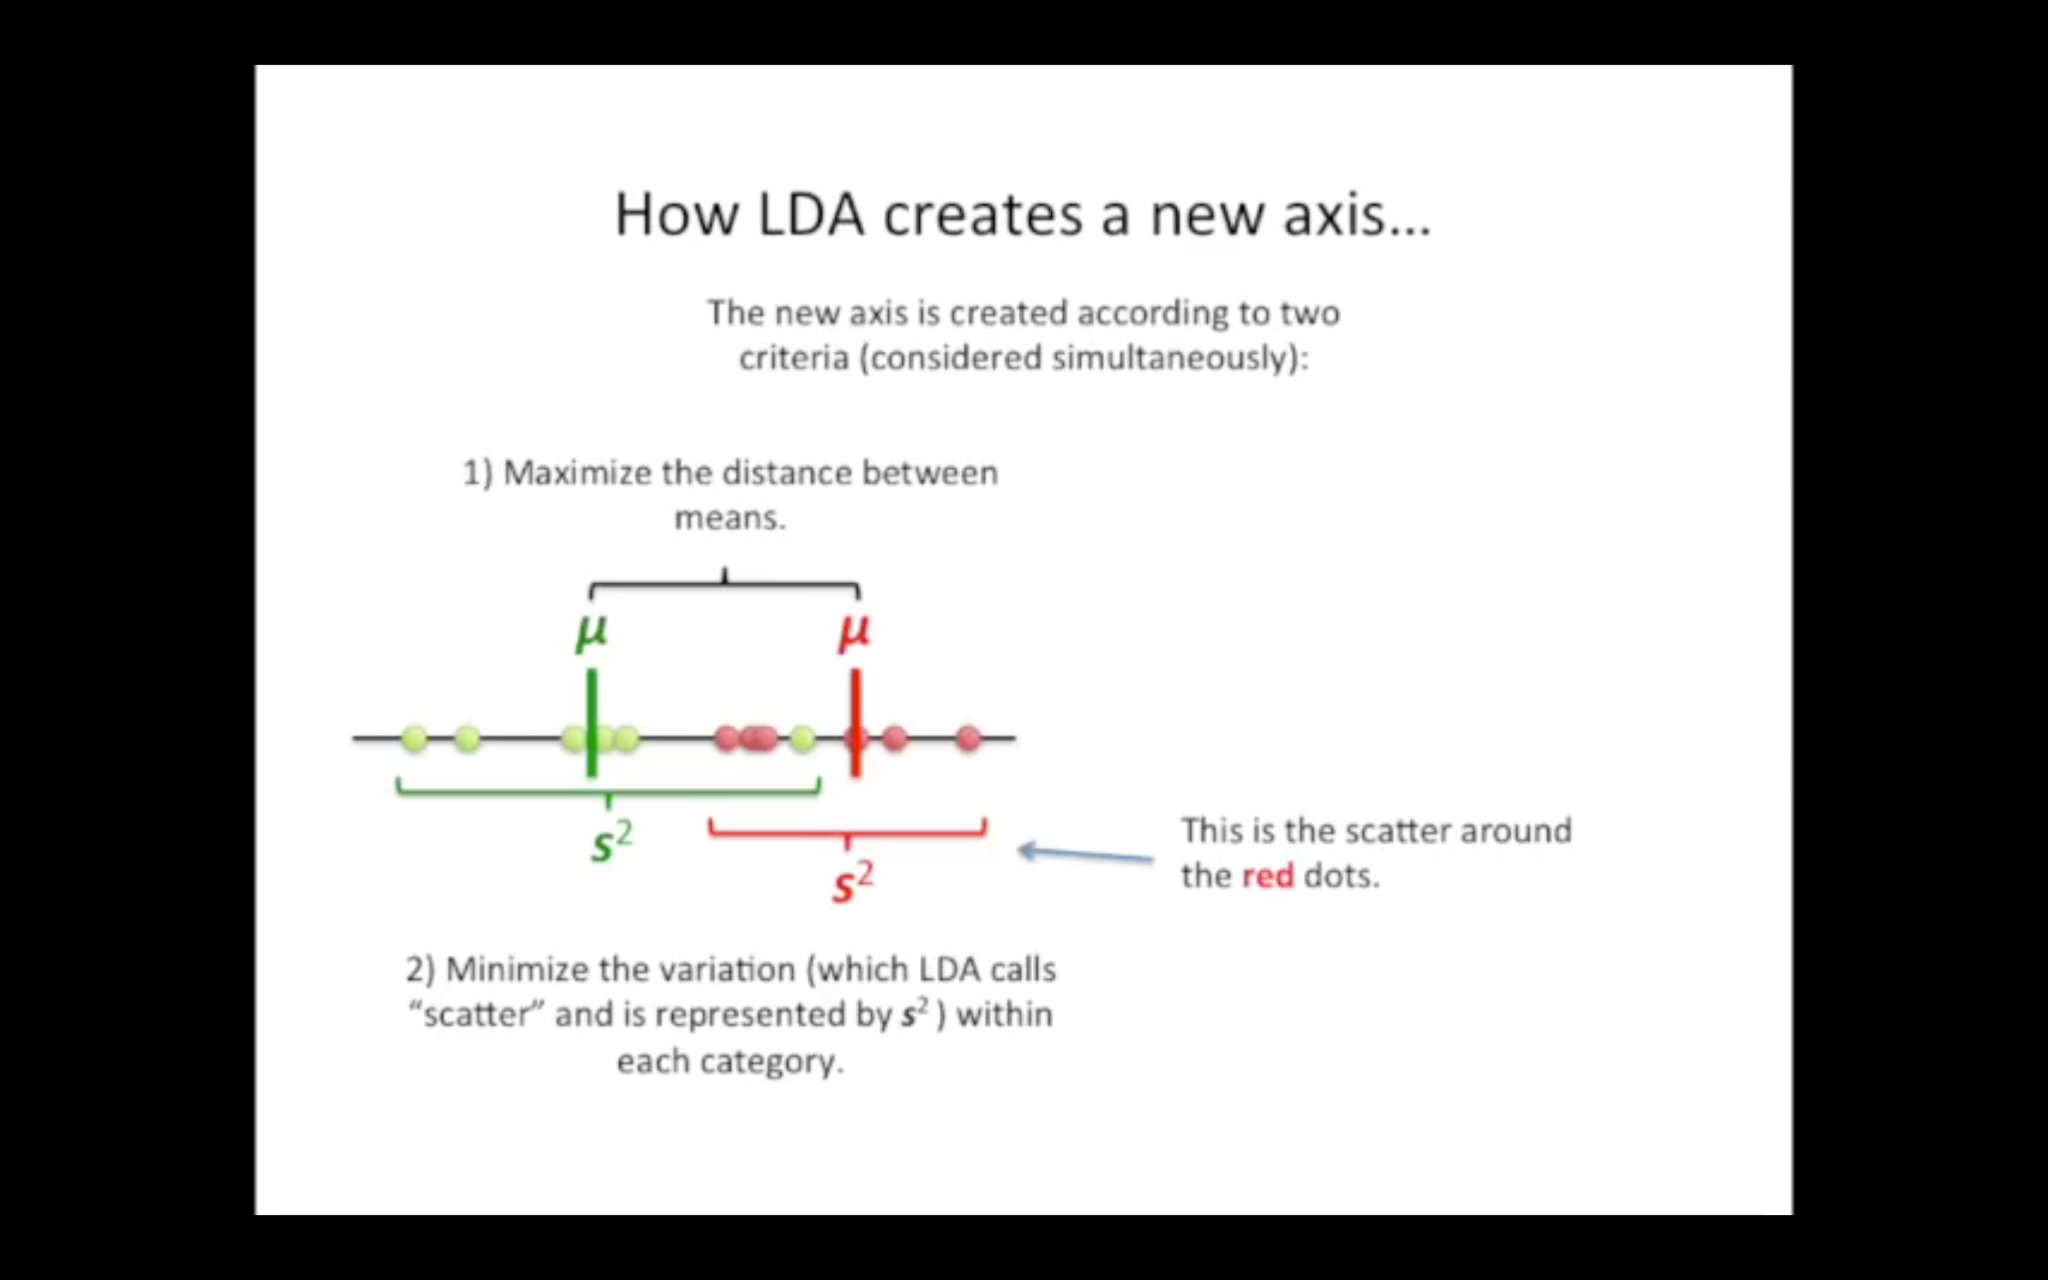 How LDA creates a new axis...
The new axis is created according to two
criteria (considered simultaneously):
1) Maximize the distance between
means.
μ μ
s²
s²
This is the scatter around
the red dots.
2) Minimize the variation (which LDA calls
“scatter” and is represented by s² ) within
each category.